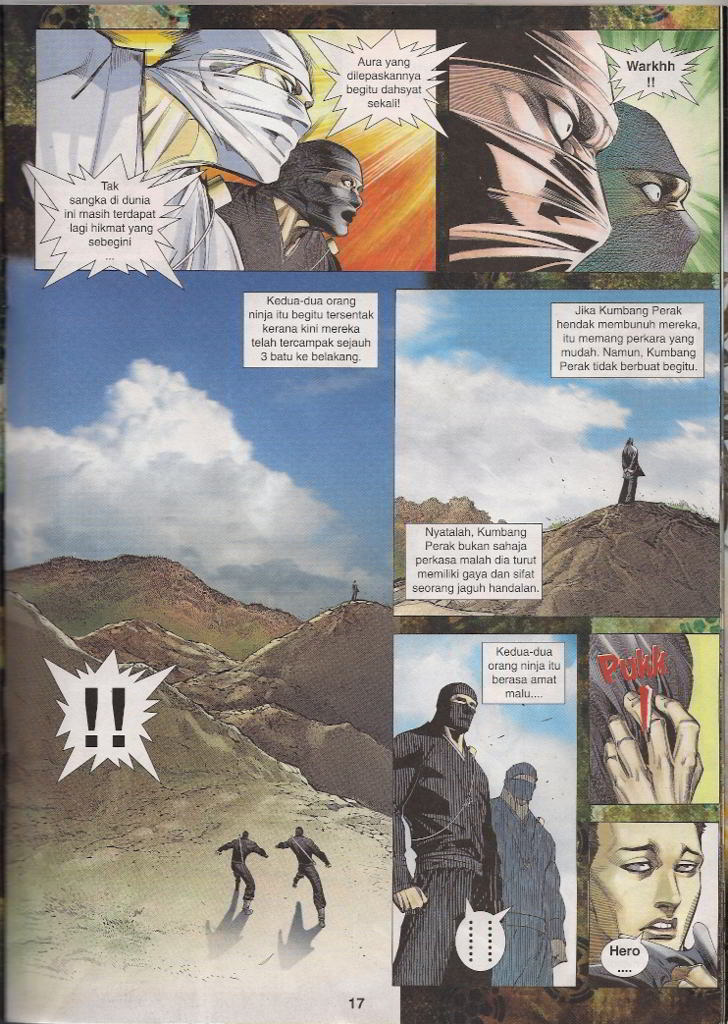 Aura yang
dilepaskannya
begitu dahsyat
sekali!
Tak
sangka di dunia
ini masih terdapat
lagi hikmat yang
sebegini
...
Warkhh
!!
Kedua-dua orang
ninja itu begitu tersentak
kerana kini mereka
telah tercampak sejauh
3 batu ke belakang.
!!
Jika Kumbang Perak
hendak membunuh mereka,
itu memang perkara yang
mudah. Namun, Kumbang
Perak tidak berbuat begitu.
Nyatalah, Kumbang
Perak bukan sahaja
perkasa malah dia turut
memiliki gaya dan sifat
seorang jaguh handalan.
Kedua-dua
orang ninja itu
berasa amat
malu....
Pukk
!
Hero
....
17